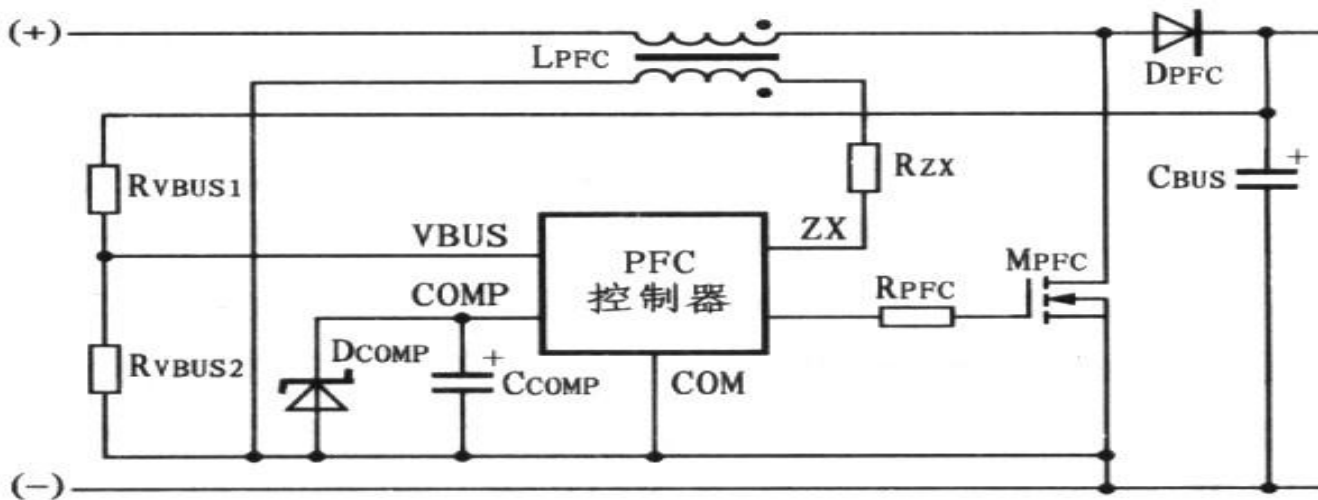 (+)
LPFC
DPFC
RVBUS1
RZX
CBUS
+
VBUS
ZX
PFC
控制器
MPFC
COMP
RPFC
RVBUS2
DCOMP
+
CCOMP
COM
(-)